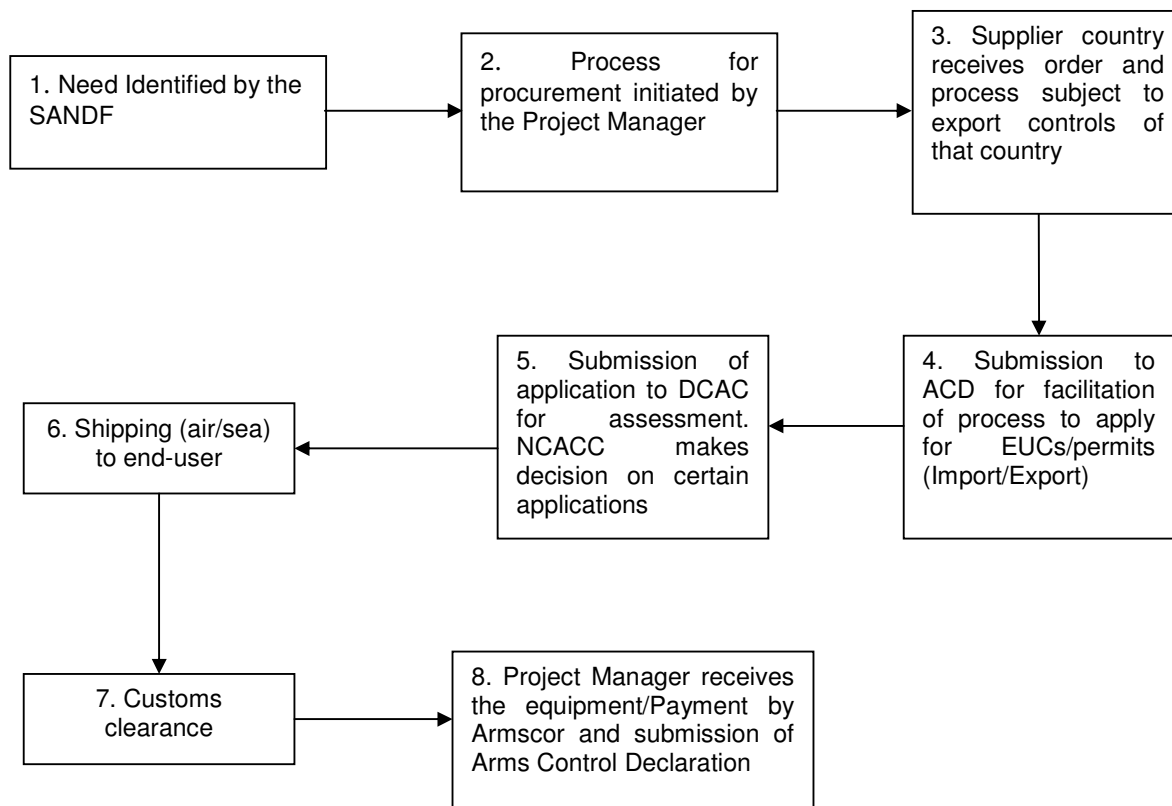 1. Need Identified by the
SANDF
2. Process for
procurement initiated by
the Project Manager
3. Supplier country
receives order and
process subject to
export controls of
that country
4. Submission to
ACD for facilitation
of process to apply
for EUCs/permits
(Import/Export)
5. Submission of
application to DCAC
for assessment.
NCACC makes
decision on certain
applications
6. Shipping (air/sea)
to end-user
7. Customs
clearance
8. Project Manager receives
the equipment/Payment by
Armscor and submission of
Arms Control Declaration